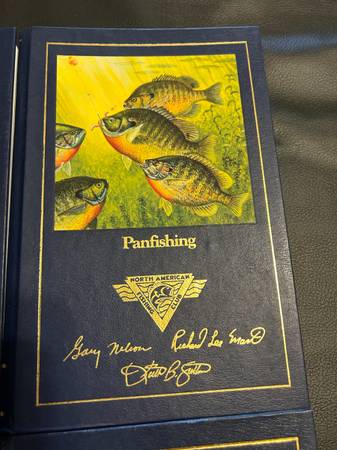 Panfishing
NORTH AMERICAN
FISHING
CLUB
Gary Nelson Richard Lee
B.